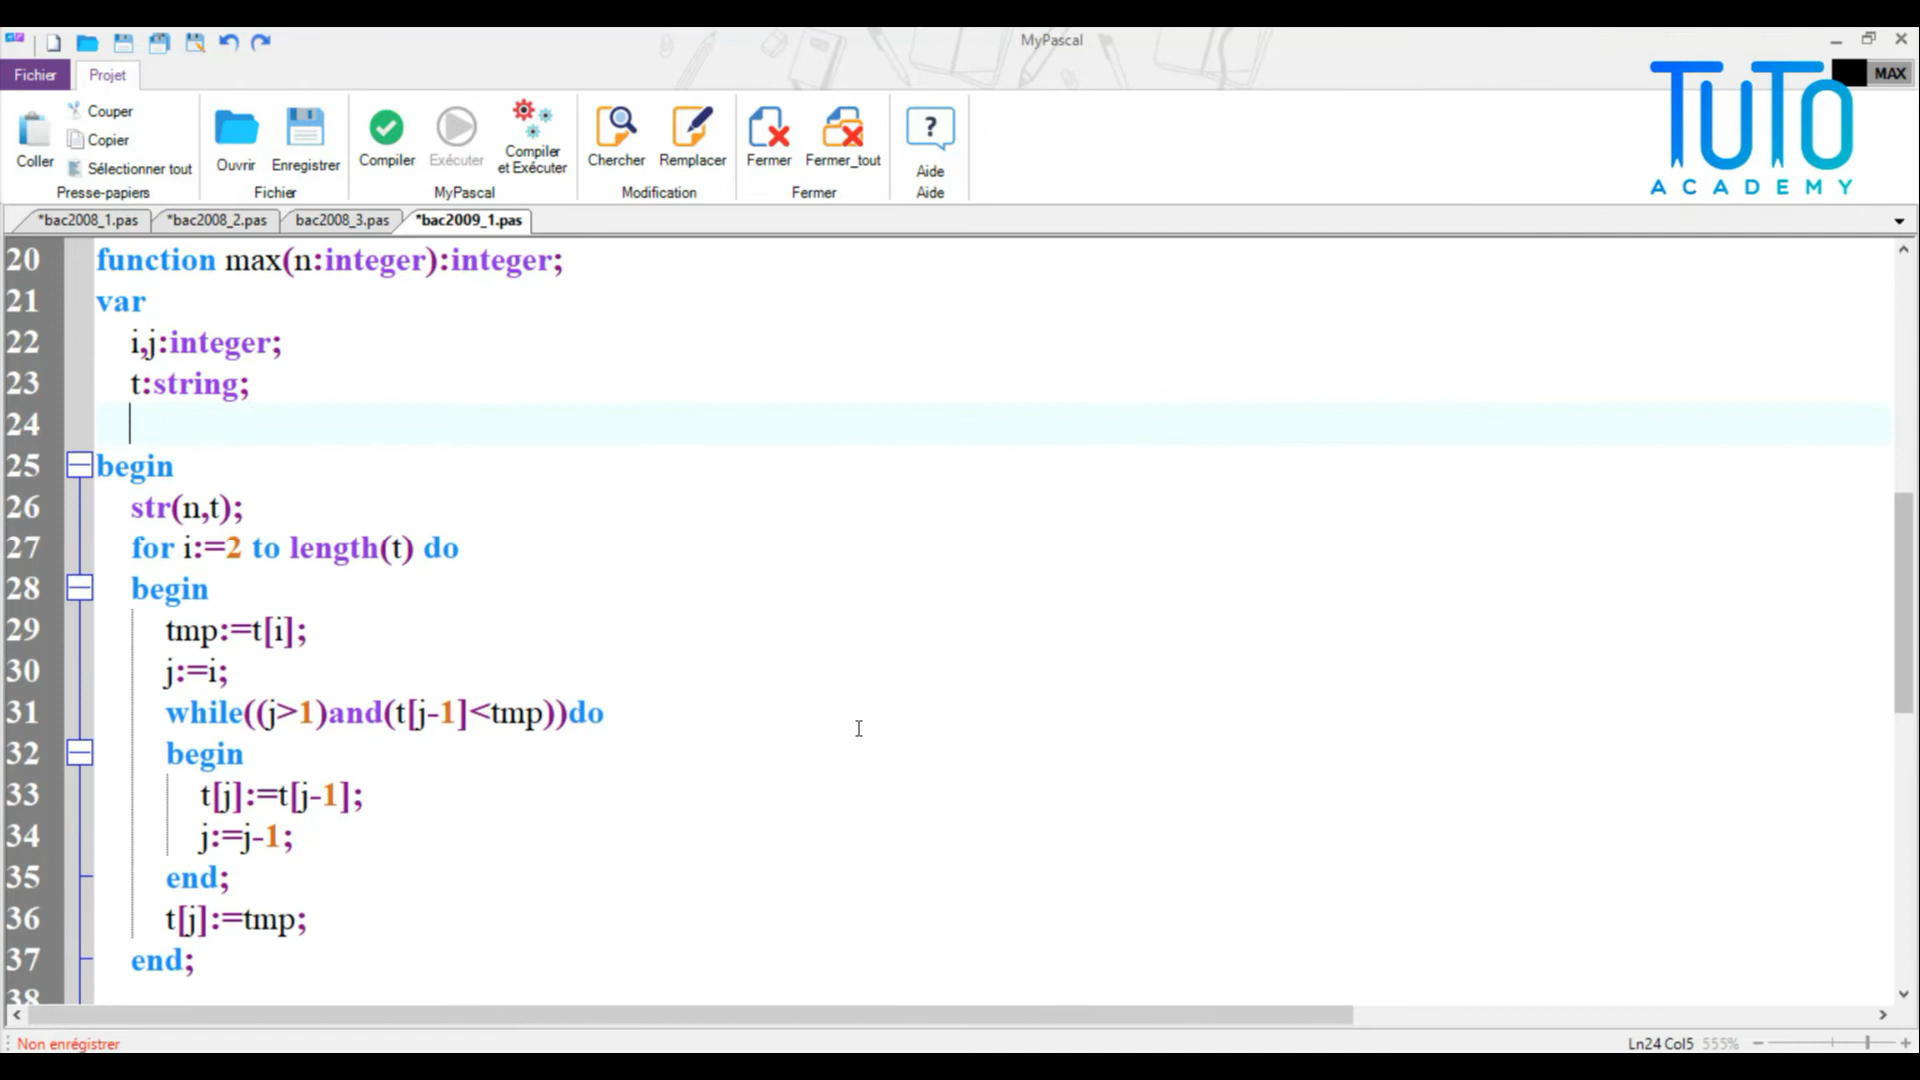 MyPascal
MAX
TUTO
ACADEMY
Fichier
Projet
Coller
Couper
Copier
Sélectionner tout
Presse-papiers
Ouvrir
Enregistrer
Fichier
Compiler
Exécuter
Compiler
et Exécuter
MyPascal
Chercher
Remplacer
Modification
Fermer
Fermer_tout
Fermer
?
Aide
Aide
*bac2008_1.pas
*bac2008_2.pas
bac2008_3.pas
*bac2009_1.pas
20 function max(n:integer):integer;
21 var
22 i,j:integer;
23 t:string;
24
25 begin
26 str(n,t);
27 for i:=2 to length(t) do
28 begin
29 tmp:=t[i];
30 j:=i;
31 while((j>1)and(t[j-1]<tmp))do
32 begin
33 t[j]:=t[j-1];
34 j:=j-1;
35 end;
36 t[j]:=tmp;
37 end;
38
Non enrégistrer
Ln24 Col5 555%